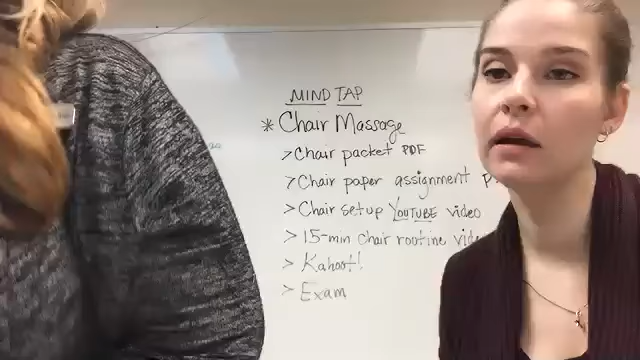 MIND TAP
* Chair Massage
> Chair packet PDF
> Chair paper assignment P
> Chair setup YOUTUBE video
> 15-min chair routine vide
> Kahoot!
> Exam